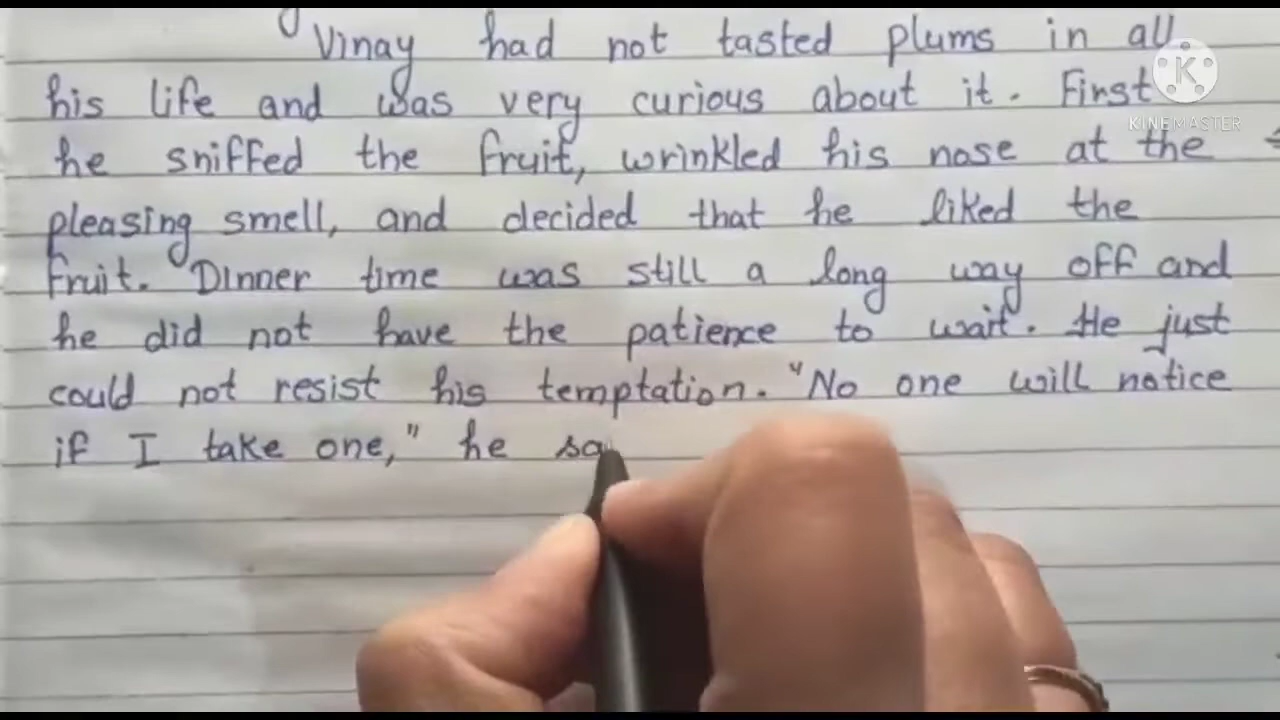 Vinay had not tasted plums in all
his life and was very curious about it. First
he sniffed the fruit, wrinkled his nose at the
pleasing smell, and decided that he liked the
fruit. Dinner time was still a long way off and
he did not have the patience to wait. He just
could not resist his temptation. "No one will notice
if I take one," he sa
K
KINEMASTER